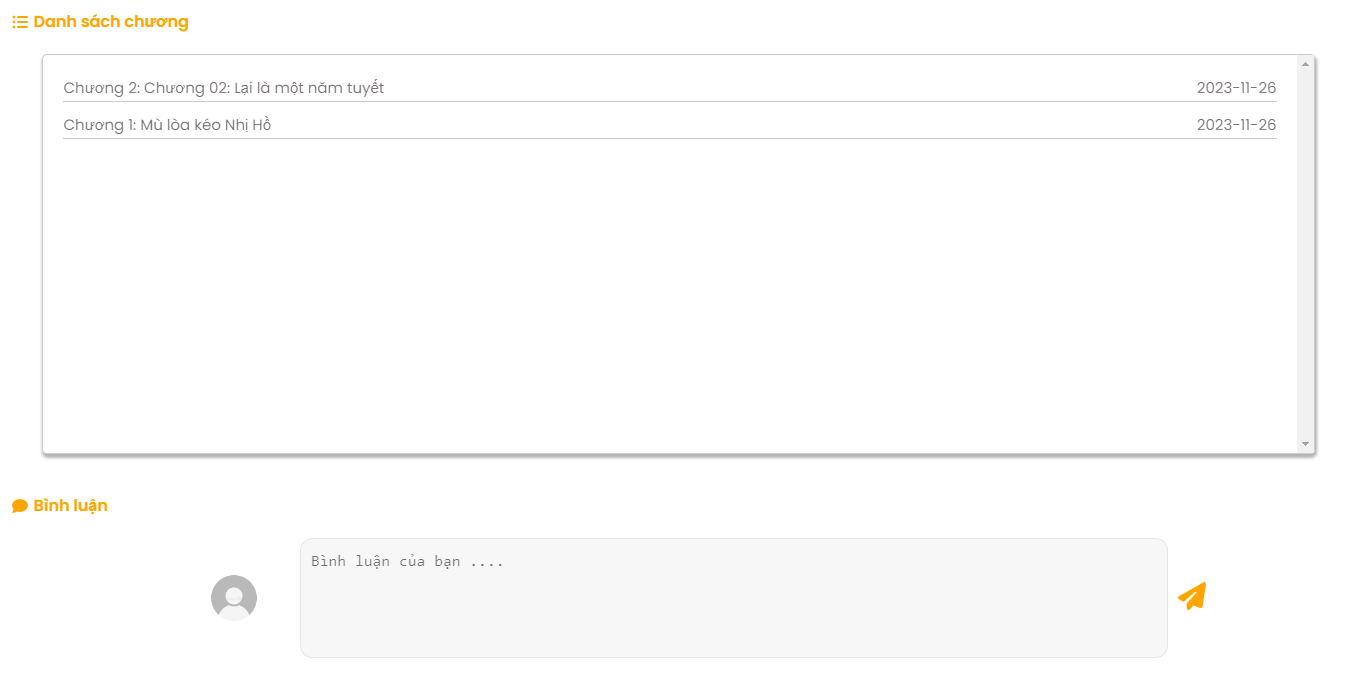 Danh sách chương
Chương 2: Chương 02: Lại là một năm tuyết 2023-11-26
Chương 1: Mù lòa kéo Nhị Hồ 2023-11-26
Bình luận
Bình luận của bạn ....